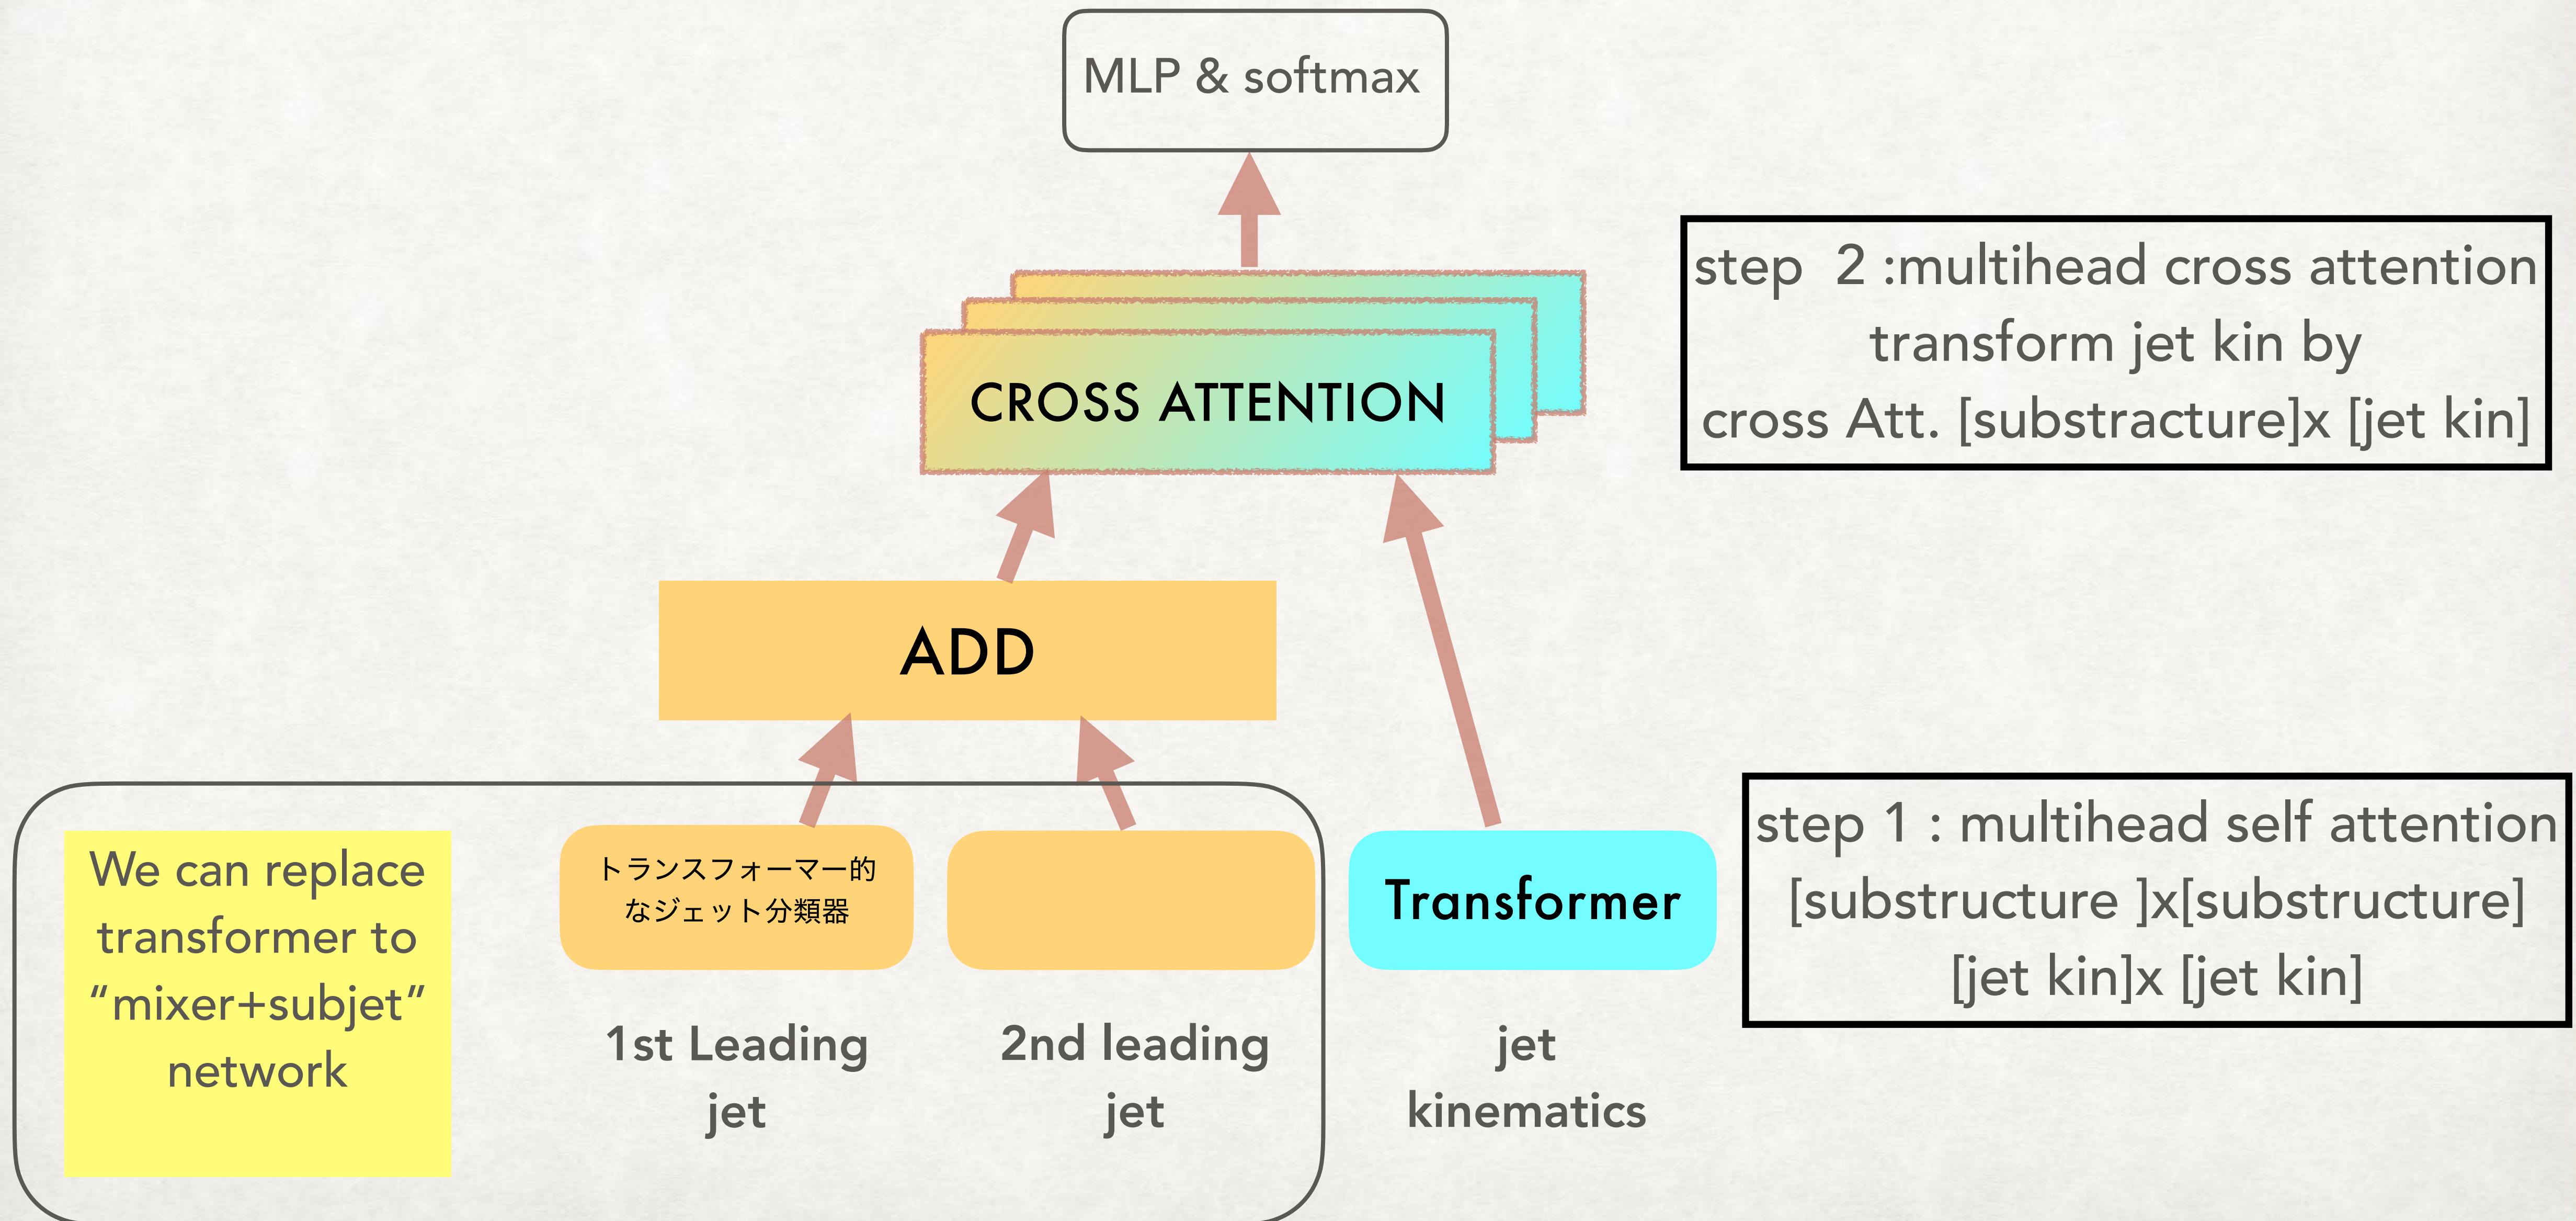 MLP & softmax
step 2 :multihead cross attention
transform jet kin by
cross Att. [substracture]x [jet kin]
CROSS ATTENTION
ADD
We can replace
transformer to
“mixer+subjet”
network
トランスフォーマー的
なジェット分類器
1st Leading
jet
2nd leading
jet
Transformer
jet
kinematics
step 1 : multihead self attention
[substructure ]x[substructure]
[jet kin]x [jet kin]